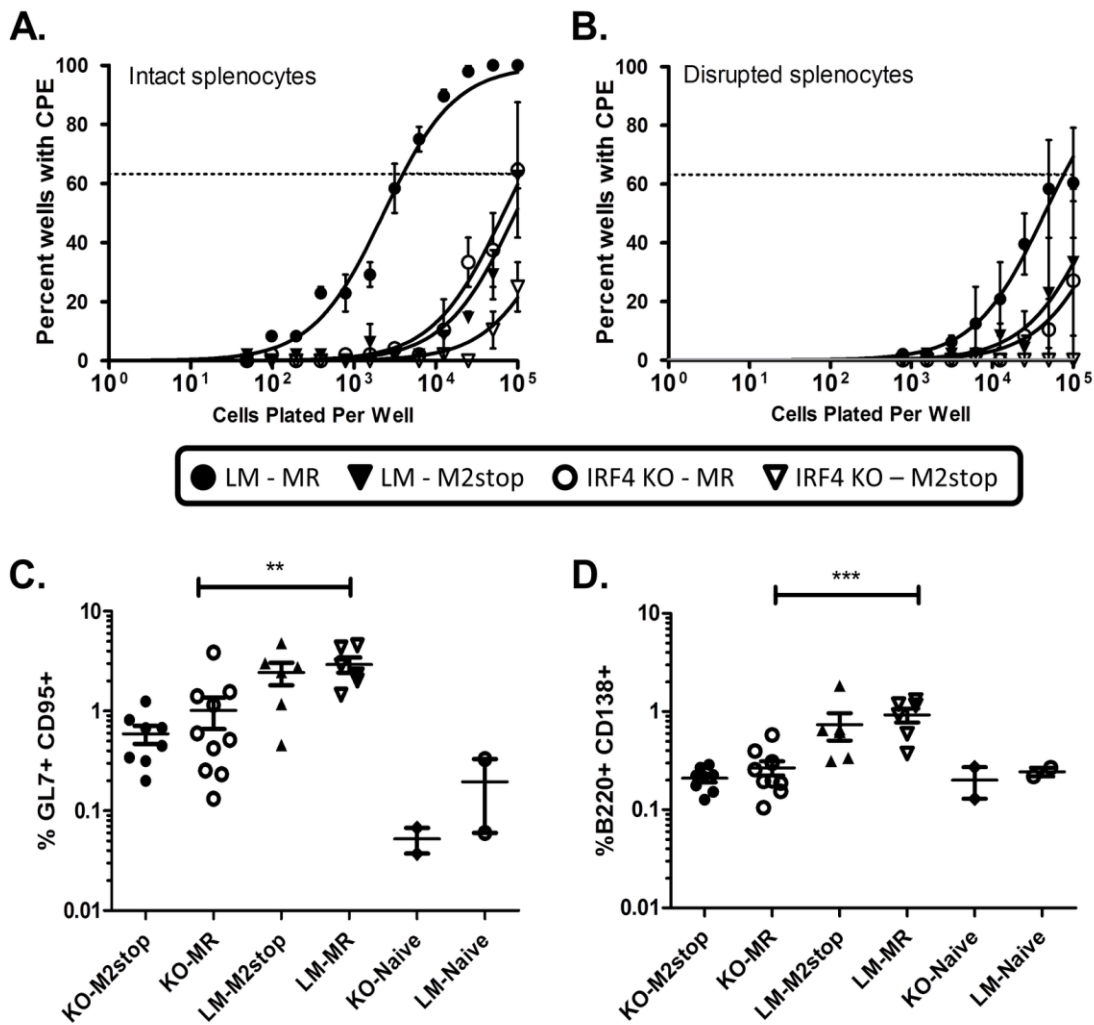 A.
Intact splenocytes
Percent wells with CPE
100
80
60
40
20
0
10^0 10^1 10^2 10^3 10^4 10^5
Cells Plated Per Well
B.
Disrupted splenocytes
Percent wells with CPE
100
80
60
40
20
0
10^0 10^1 10^2 10^3 10^4 10^5
Cells Plated Per Well
LM - MR LM - M2stop IRF4 KO - MR IRF4 KO – M2stop
C.
**
% GL7+ CD95+
10
1
0.1
0.01
KO-M2stop KO-MR LM-M2stop LM-MR KO-Naive LM-Naive
D.
***
%B220+ CD138+
10
1
0.1
0.01
KO-M2stop KO-MR LM-M2stop LM-MR KO-Naive LM-Naive